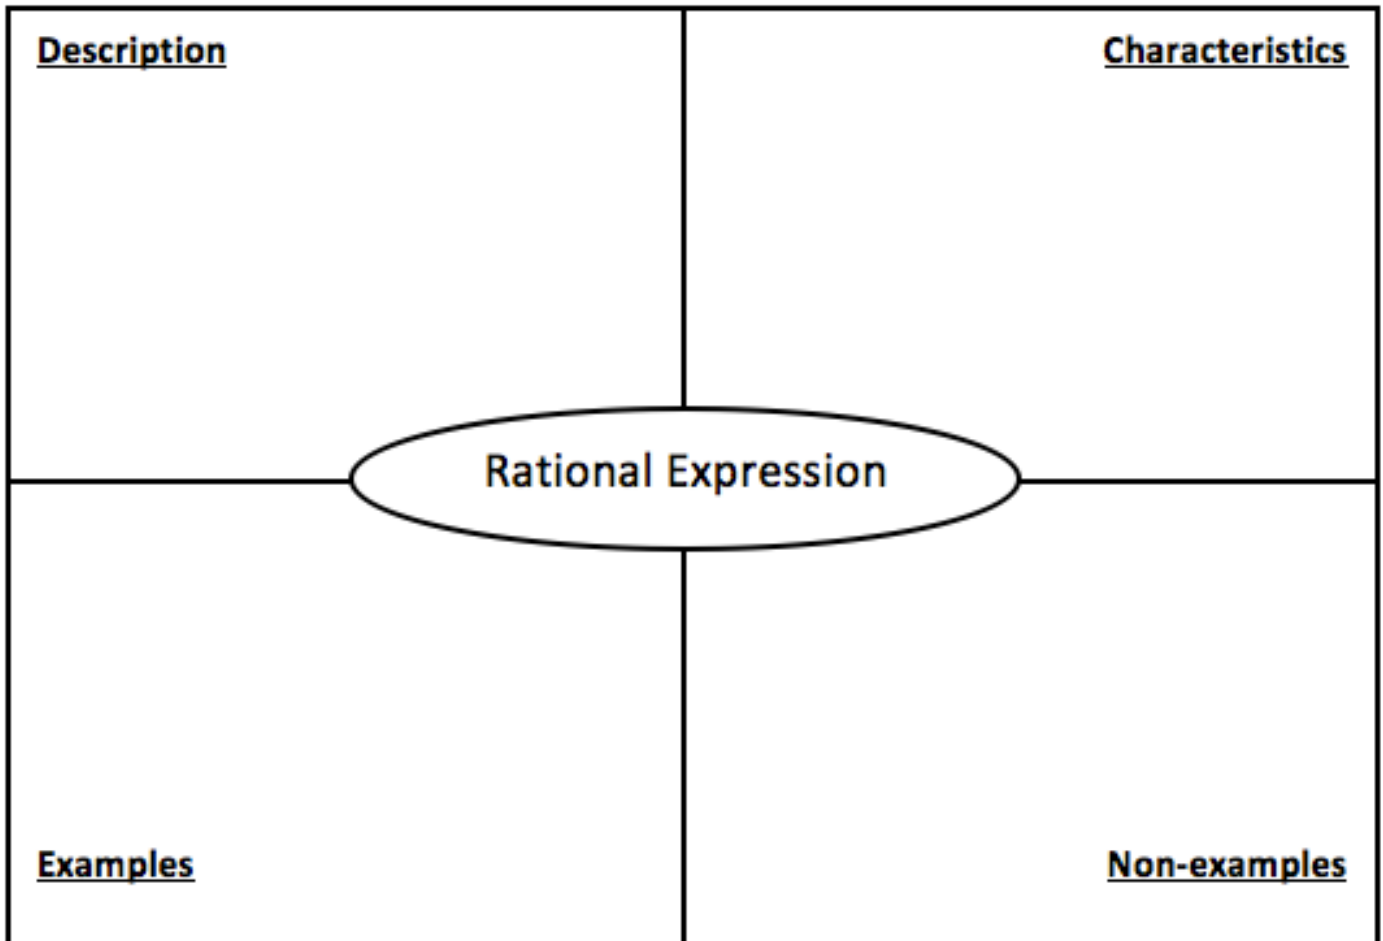 Description
Characteristics
Rational Expression
Examples
Non-examples